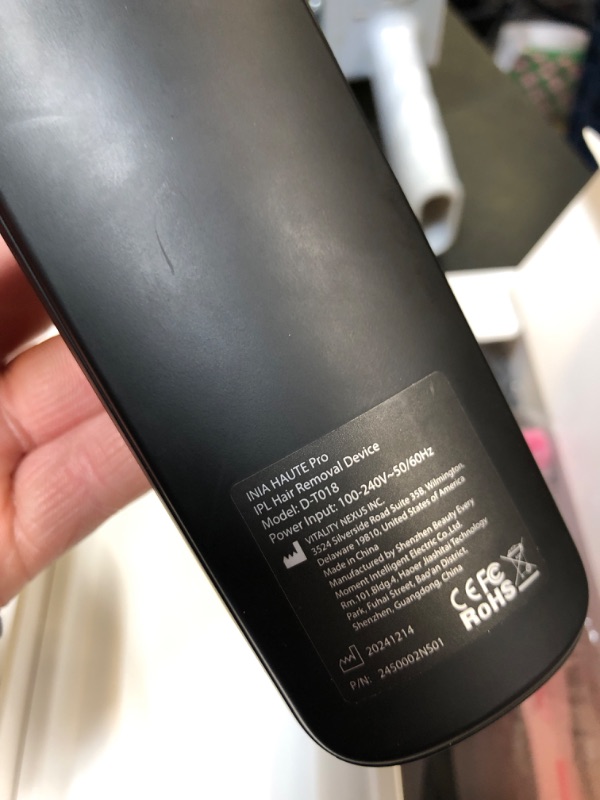 INIA HAUTE Pro
IPL Hair Removal Device
Model: D-T018
Power Input: 100-240V~50/60Hz
VITALITY NEXUS INC.
3524 Silverside Road Suite 35B, Wilmington,
Delaware 19810, United States of America
Made in China
Manufactured by Shenzhen Beauty Every
Moment Intelligent Electric Co.,Ltd.
Rm.101.Bldg.4, Haoer Jiashitai Technology
Park, Fuhai Street, Bao'an District,
Shenzhen, Guangdong, China
20241214
P/N: 2450002N501
CE FC
RoHS